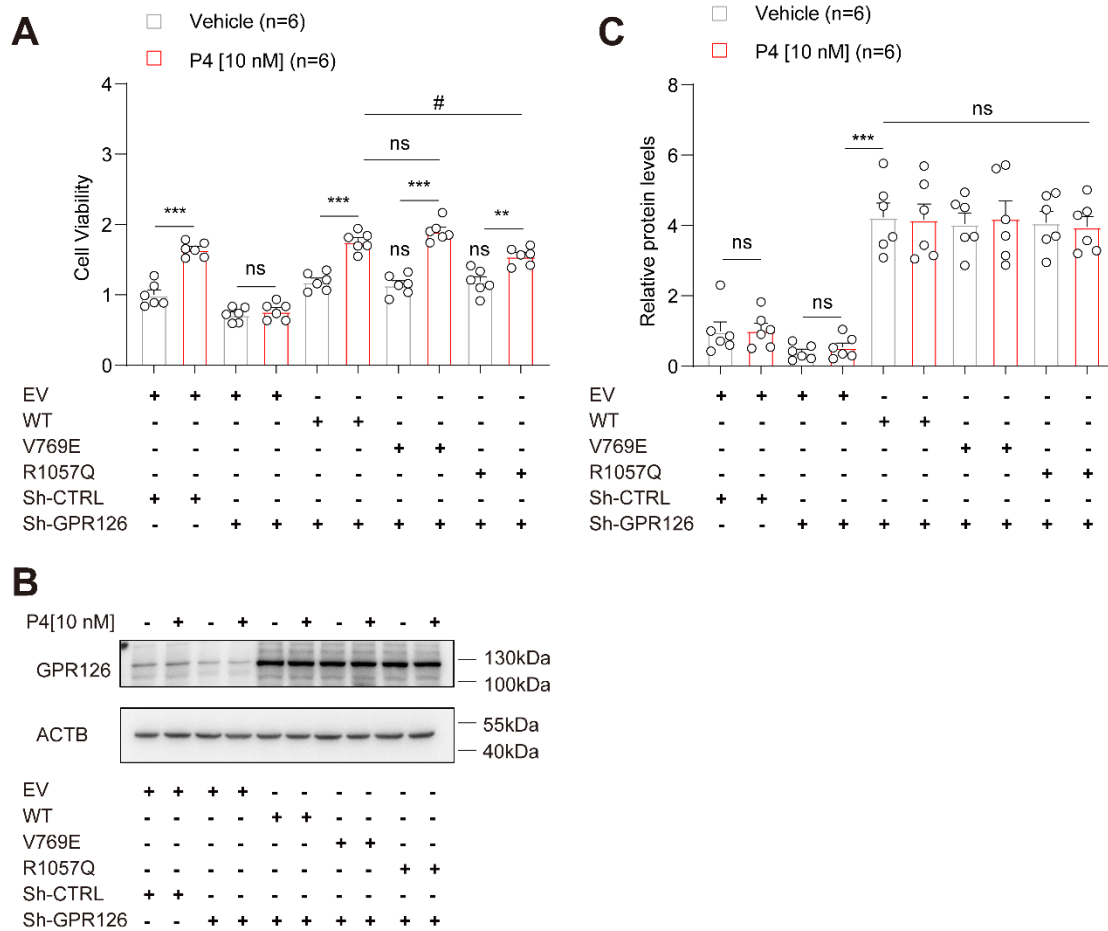 A
Vehicle (n=6)
P4 [10 nM] (n=6)
Cell Viability
4
3
2
1
0
***
ns
***
#
ns
***
ns
**
ns
EV + + + + - - - - - -
WT - - - - + + - - - -
V769E - - - - - - + + - -
R1057Q - - - - - - - - + +
Sh-CTRL + + - - - - - - - -
Sh-GPR126 - - + + + + + + + +
C
Vehicle (n=6)
P4 [10 nM] (n=6)
Relative protein levels
8
6
4
2
0
ns
ns
***
ns
EV + + + + - - - - - -
WT - - - - + + - - - -
V769E - - - - - - + + - -
R1057Q - - - - - - - - + +
Sh-CTRL + + - - - - - - - -
Sh-GPR126 - - + + + + + + + +
B
P4[10 nM] - + - + - + - + - +
GPR126
130kDa
100kDa
ACTB
55kDa
40kDa
EV + + + + - - - - - -
WT - - - - + + - - - -
V769E - - - - - - + + - -
R1057Q - - - - - - - - + +
Sh-CTRL + + - - - - - - - -
Sh-GPR126 - - + + + + + + + +